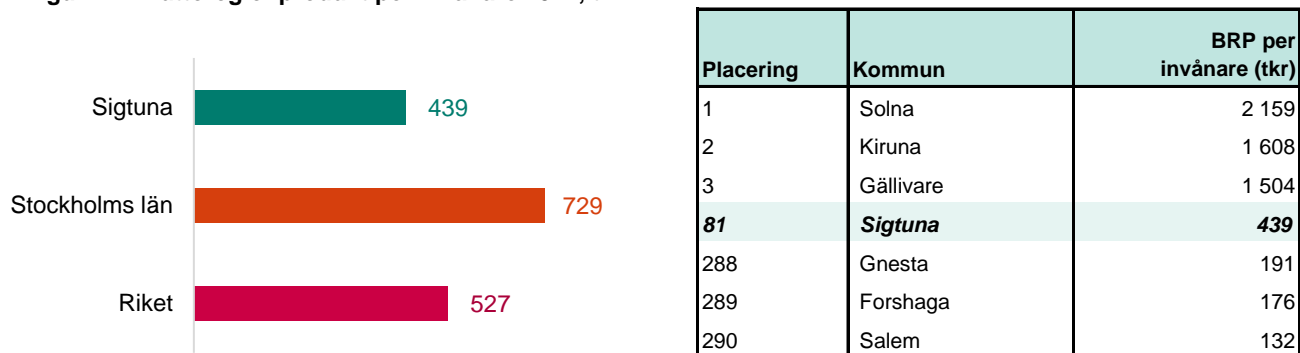 Sigtuna
439
Stockholms län
729
Riket
527
BRP per
Placering Kommun invånare (tkr)
1 Solna 2 159
2 Kiruna 1 608
3 Gällivare 1 504
81 Sigtuna 439
288 Gnesta 191
289 Forshaga 176
290 Salem 132